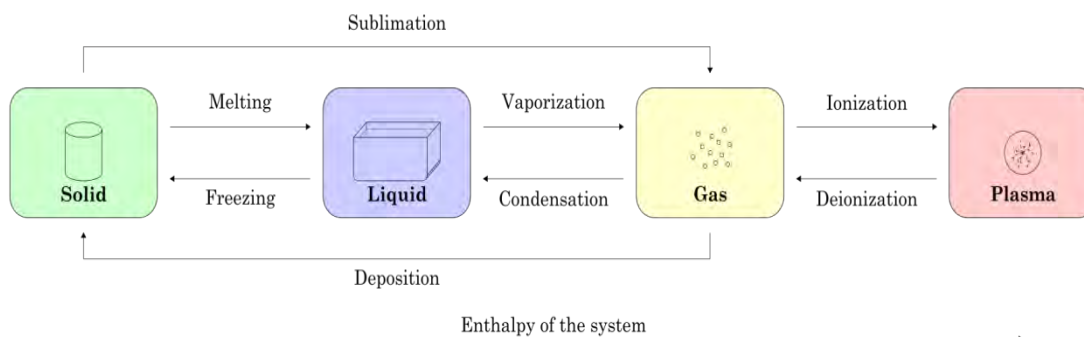 Sublimation
Melting
Vaporization
Ionization
Solid
Liquid
Gas
Plasma
Freezing
Condensation
Deionization
Deposition
Enthalpy of the system